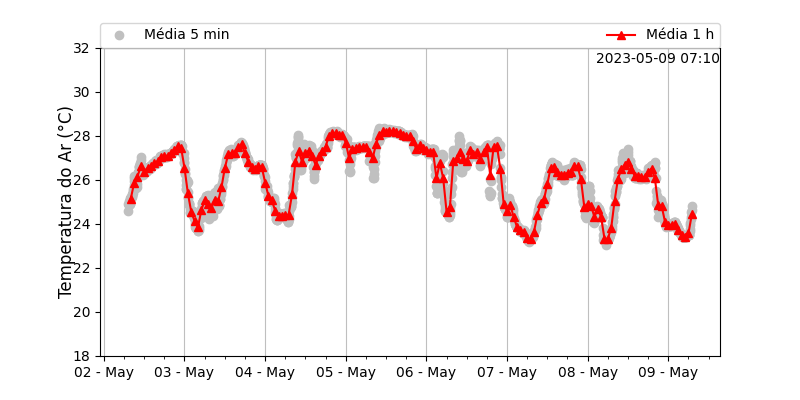 Média 5 min
Média 1 h
2023-05-09 07:10
Temperatura do Ar (°C)
32
30
28
26
24
22
20
18
02 - May
03 - May
04 - May
05 - May
06 - May
07 - May
08 - May
09 - May